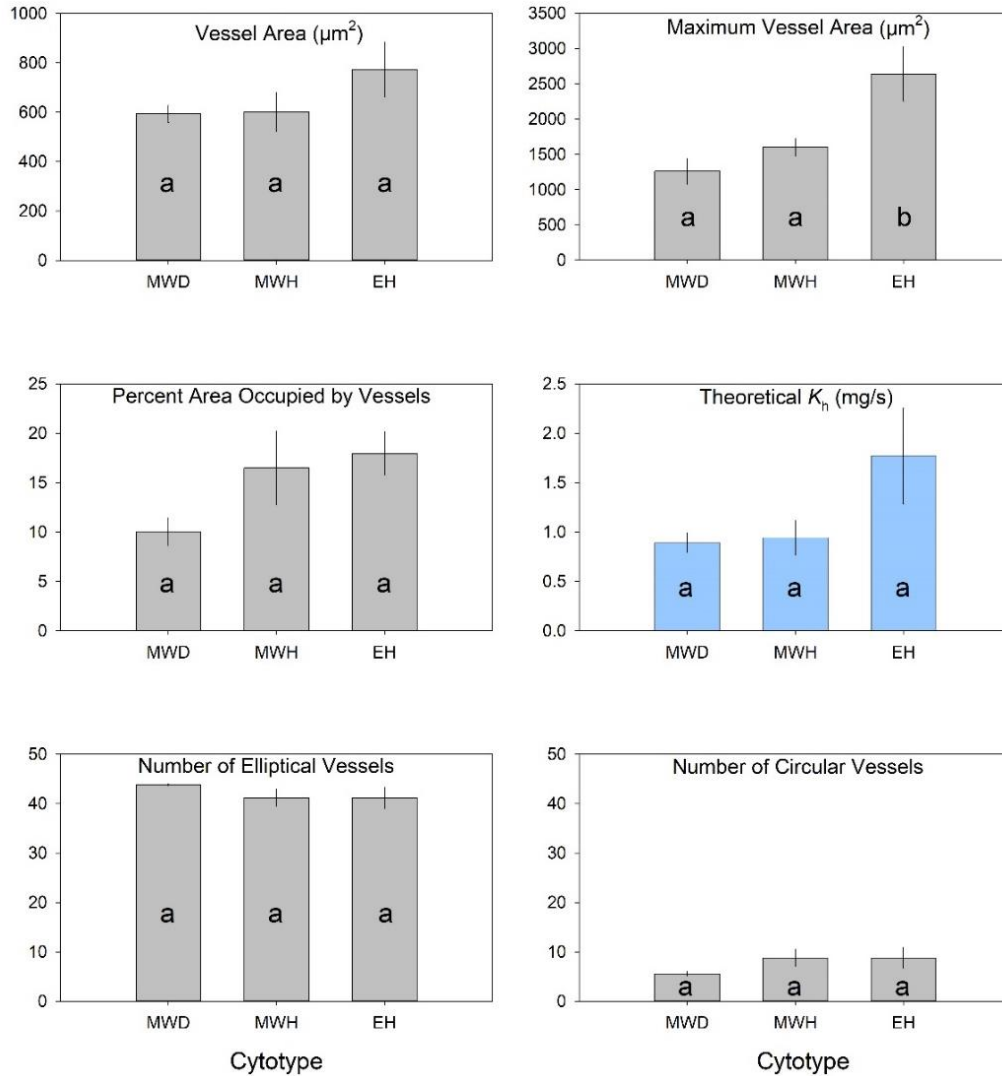 Vessel Area (µm²)
1000
800
600
400
200
0
a
a
a
MWD
MWH
EH
Maximum Vessel Area (µm²)
3500
3000
2500
2000
1500
1000
500
0
a
a
b
MWD
MWH
EH
Percent Area Occupied by Vessels
25
20
15
10
5
0
a
a
a
MWD
MWH
EH
Theoretical Kh (mg/s)
2.5
2.0
1.5
1.0
0.5
0.0
a
a
a
MWD
MWH
EH
Number of Elliptical Vessels
50
40
30
20
10
0
a
a
a
MWD
MWH
EH
Cytotype
Number of Circular Vessels
50
40
30
20
10
0
a
a
a
MWD
MWH
EH
Cytotype